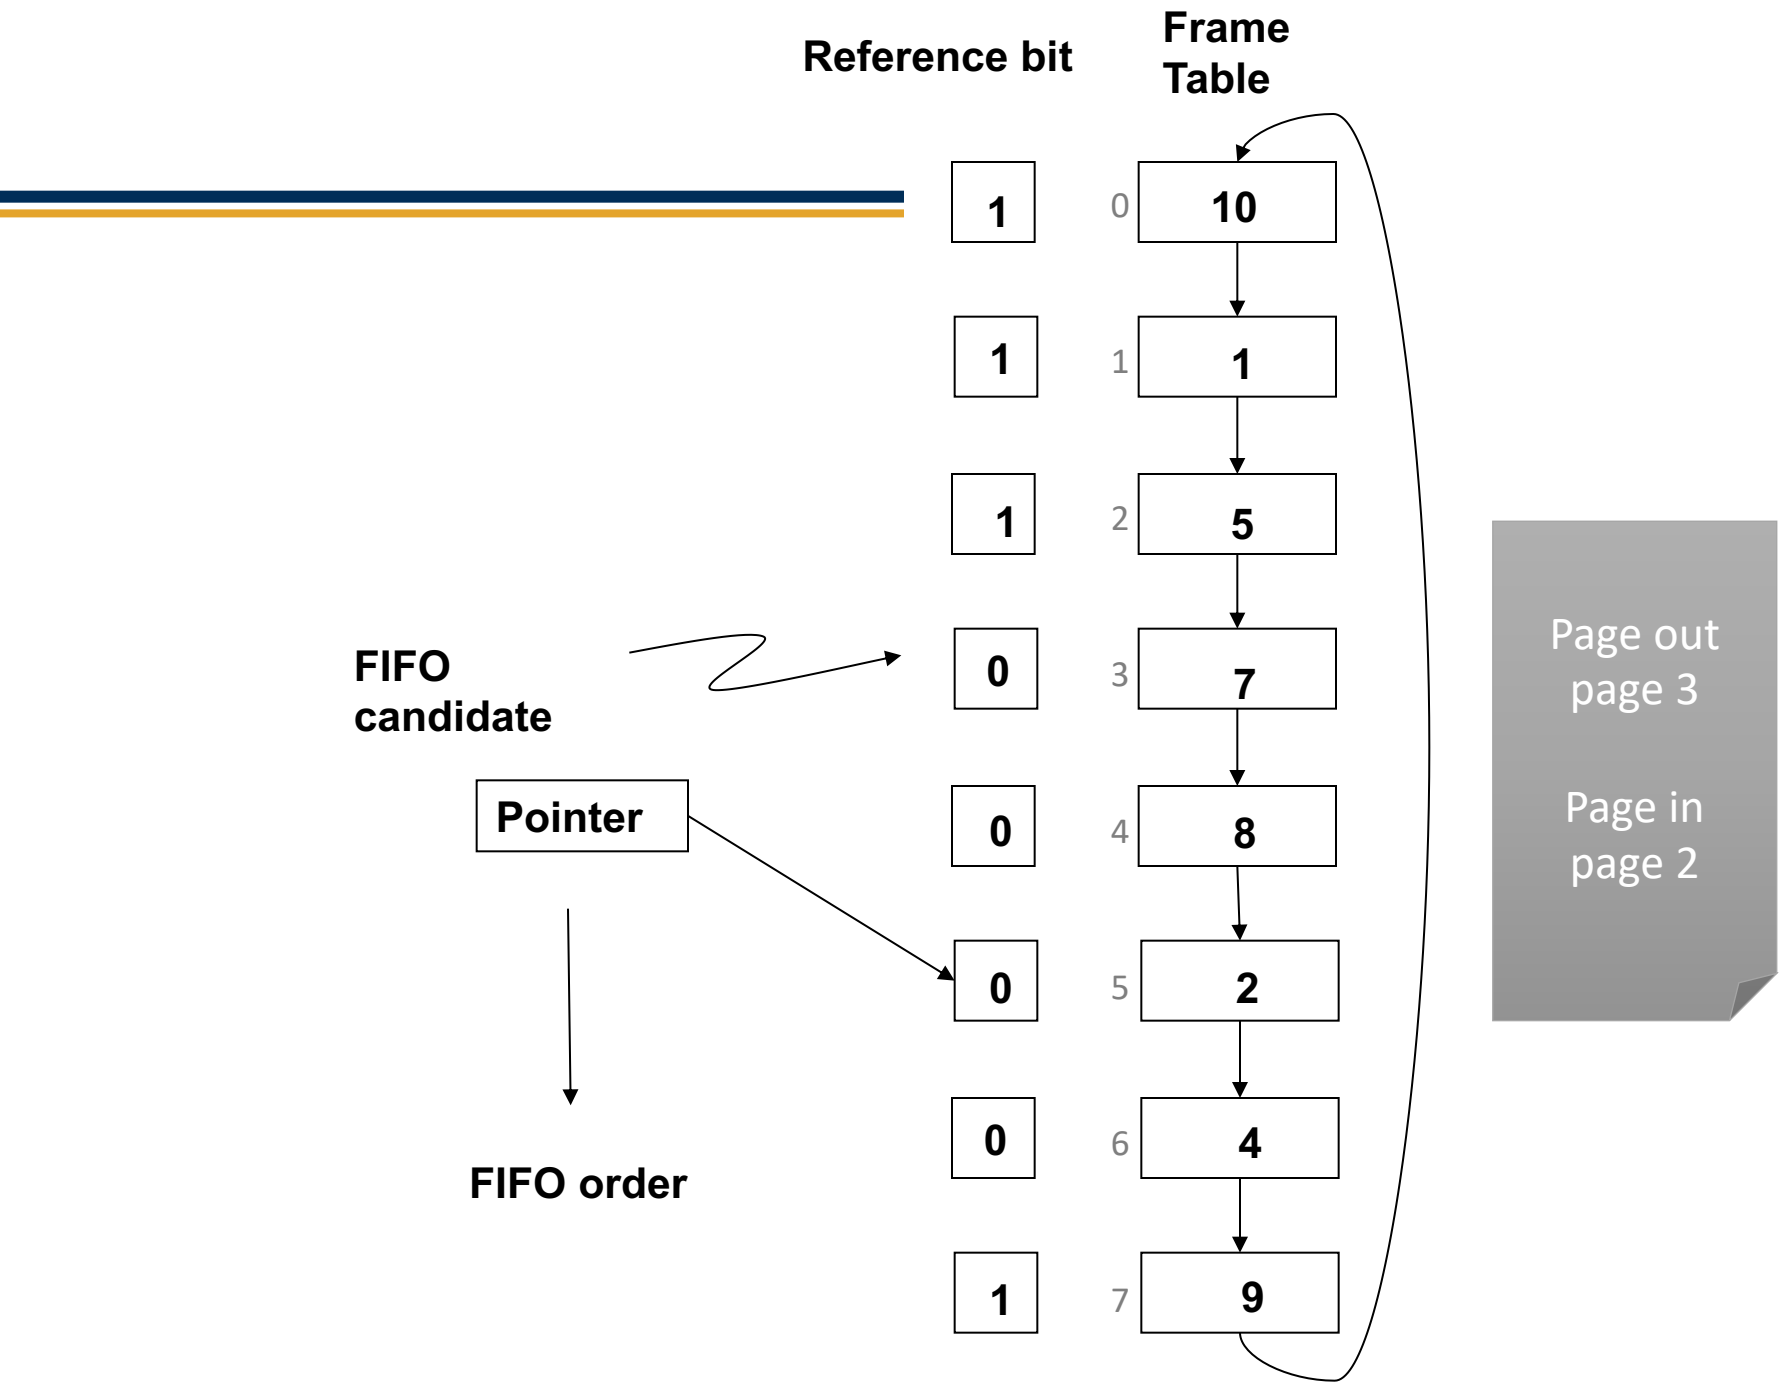 Reference bit
Frame
Table
1 0 10
1 1 1
1 2 5
FIFO
candidate
0 3 7
Pointer
0 4 8
0 5 2
0 6 4
FIFO order
1 7 9
Page out
page 3
Page in
page 2